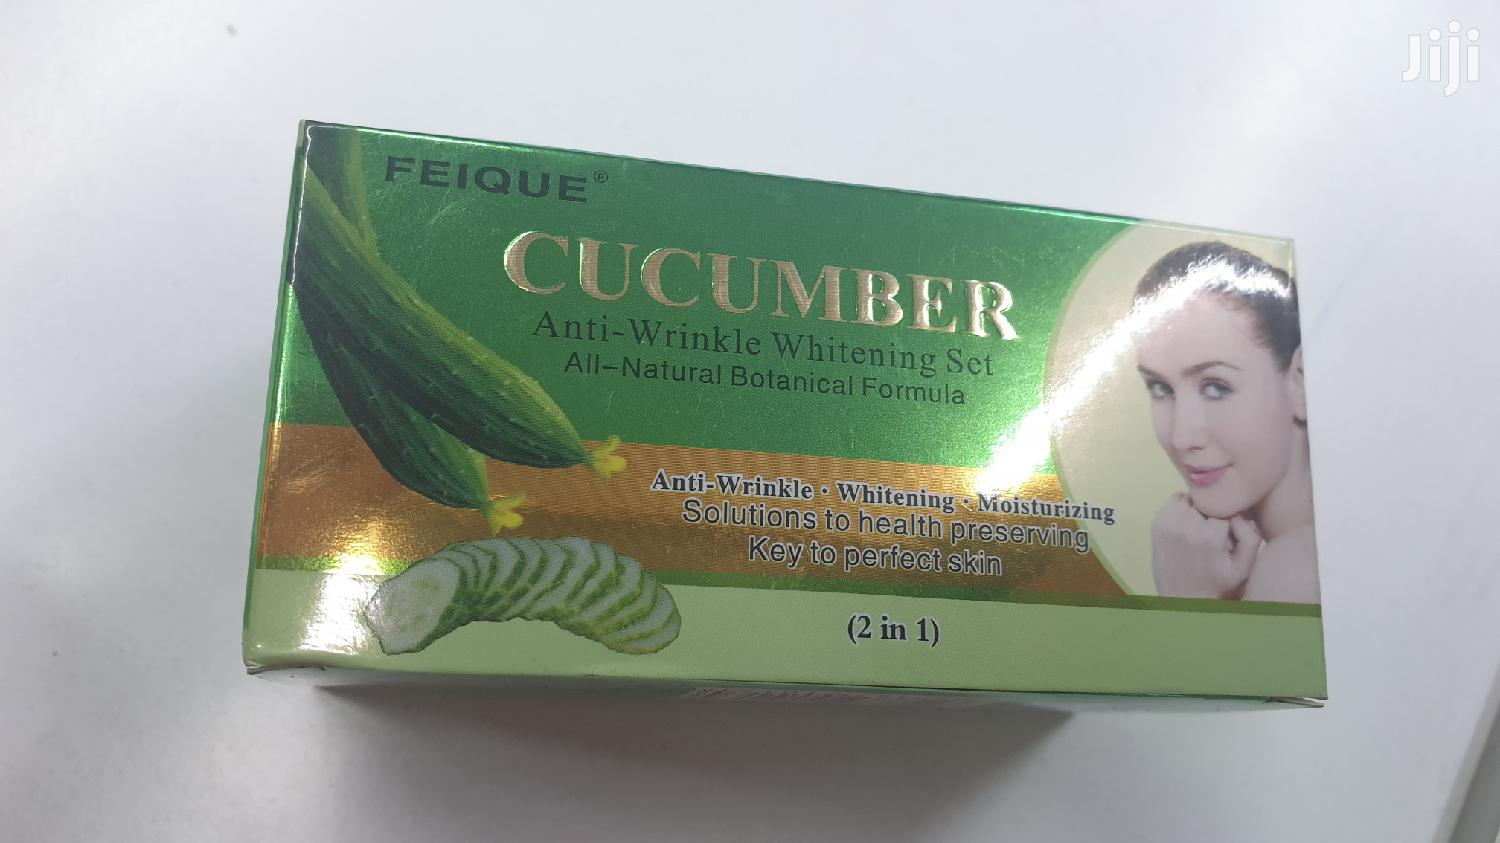 Jiji
FEIQUE®
CUCUMBER
Anti-Wrinkle Whitening Set
All-Natural Botanical Formula
Anti-Wrinkle · Whitening · Moisturizing
Solutions to health preserving
Key to perfect skin
(2 in 1)